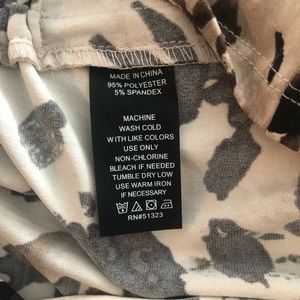 MADE IN CHINA
95% POLYESTER
5% SPANDEX
MACHINE
WASH COLD
WITH LIKE COLORS
USE ONLY
NON-CHLORINE
BLEACH IF NEEDED
TUMBLE DRY LOW
USE WARM IRON
IF NECESSARY
RN#51323